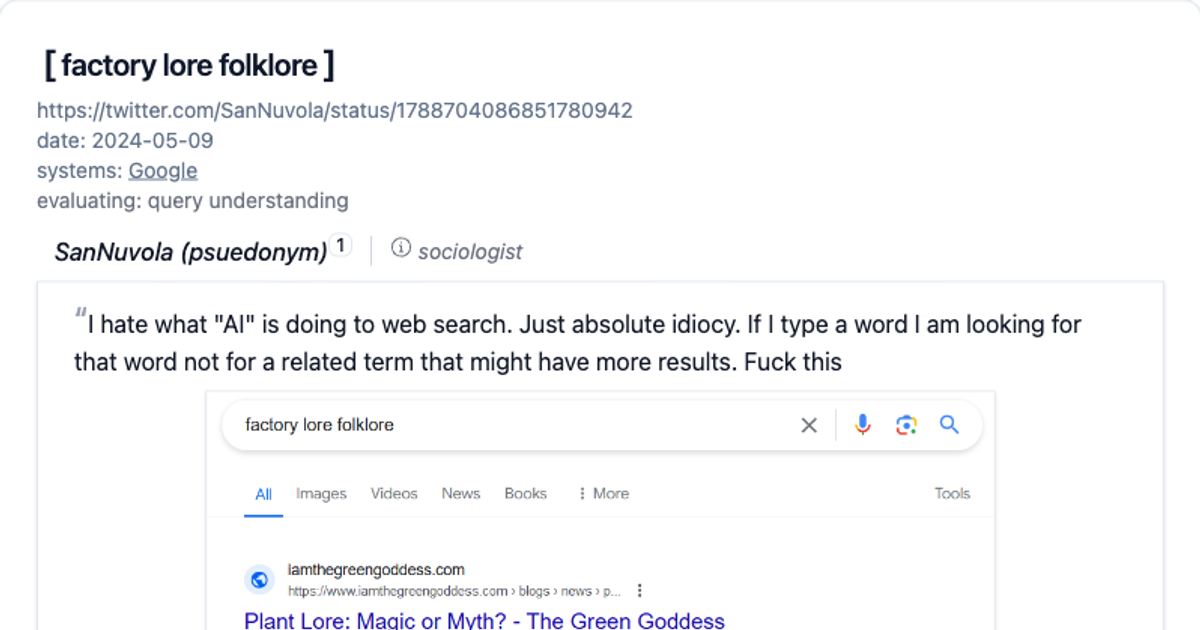 [ factory lore folklore ]
https://twitter.com/SanNuvola/status/1788704086851780942
date: 2024-05-09
systems: Google
evaluating: query understanding
SanNuvola (psuedonym) 1 sociologist
“I hate what "AI" is doing to web search. Just absolute idiocy. If I type a word I am looking for
that word not for a related term that might have more results. Fuck this
factory lore folklore
All Images Videos News Books More Tools
iamthegreengoddess.com
https://www.iamthegreengoddess.com › blogs › news › p...
Plant Lore: Magic or Myth? - The Green Goddess